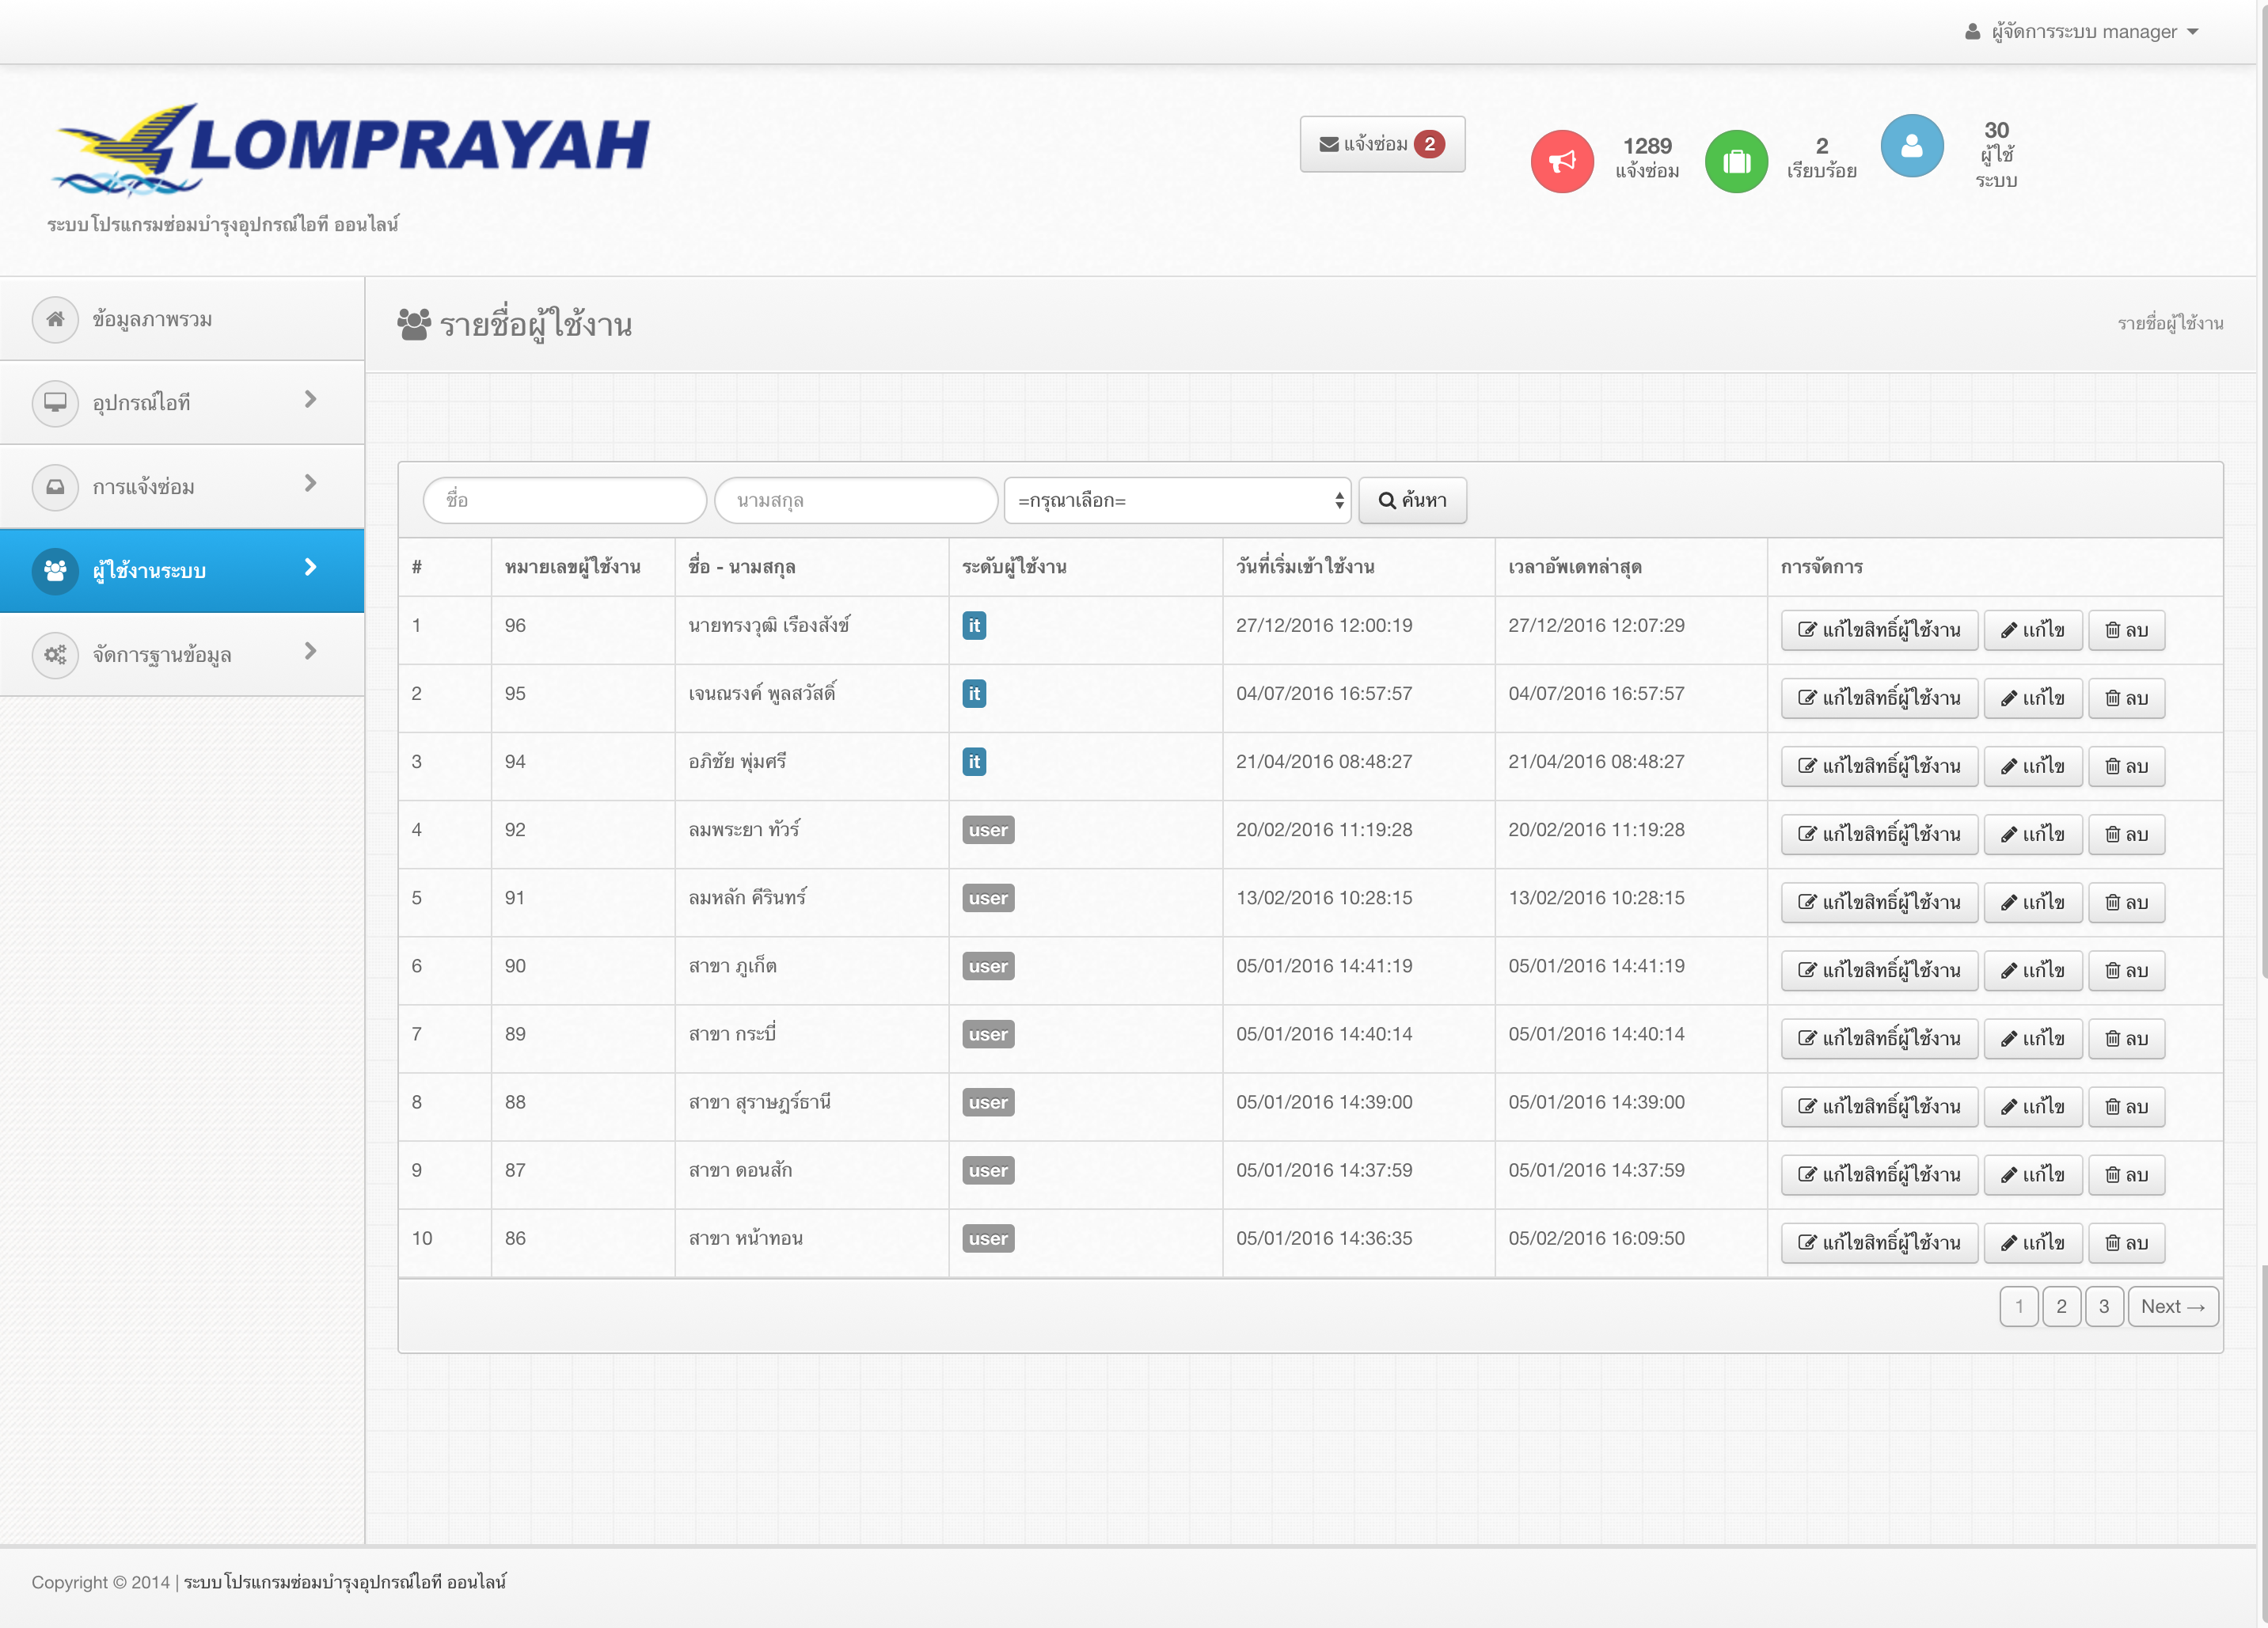 ผู้จัดการระบบ manager
LOMPRAYAH
ระบบโปรแกรมซ่อมบำรุงอุปกรณ์ไอที ออนไลน์
แจ้งซ่อม 2
1289 แจ้งซ่อม
2 เรียบร้อย
30 ผู้ใช้ ระบบ
ข้อมูลภาพรวม
อุปกรณ์ไอที
การแจ้งซ่อม
ผู้ใช้งานระบบ
จัดการฐานข้อมูล
รายชื่อผู้ใช้งาน
รายชื่อผู้ใช้งาน
ชื่อ นามสกุล =กรุณาเลือก= ค้นหา
# หมายเลขผู้ใช้งาน ชื่อ - นามสกุล ระดับผู้ใช้งาน วันที่เริ่มเข้าใช้งาน เวลาอัพเดทล่าสุด การจัดการ
1 96 นายทรงวุฒิ เรืองสังข์ it 27/12/2016 12:00:19 27/12/2016 12:07:29 แก้ไขสิทธิ์ผู้ใช้งาน แก้ไข ลบ
2 95 เจนณรงค์ พูลสวัสดิ์ it 04/07/2016 16:57:57 04/07/2016 16:57:57 แก้ไขสิทธิ์ผู้ใช้งาน แก้ไข ลบ
3 94 อภิชัย พุ่มศรี it 21/04/2016 08:48:27 21/04/2016 08:48:27 แก้ไขสิทธิ์ผู้ใช้งาน แก้ไข ลบ
4 92 ลมพระยา ทัวร์ user 20/02/2016 11:19:28 20/02/2016 11:19:28 แก้ไขสิทธิ์ผู้ใช้งาน แก้ไข ลบ
5 91 ลมหลัก คีรินทร์ user 13/02/2016 10:28:15 13/02/2016 10:28:15 แก้ไขสิทธิ์ผู้ใช้งาน แก้ไข ลบ
6 90 สาขา ภูเก็ต user 05/01/2016 14:41:19 05/01/2016 14:41:19 แก้ไขสิทธิ์ผู้ใช้งาน แก้ไข ลบ
7 89 สาขา กระบี่ user 05/01/2016 14:40:14 05/01/2016 14:40:14 แก้ไขสิทธิ์ผู้ใช้งาน แก้ไข ลบ
8 88 สาขา สุราษฎร์ธานี user 05/01/2016 14:39:00 05/01/2016 14:39:00 แก้ไขสิทธิ์ผู้ใช้งาน แก้ไข ลบ
9 87 สาขา ดอนสัก user 05/01/2016 14:37:59 05/01/2016 14:37:59 แก้ไขสิทธิ์ผู้ใช้งาน แก้ไข ลบ
10 86 สาขา หน้าทอน user 05/01/2016 14:36:35 05/02/2016 16:09:50 แก้ไขสิทธิ์ผู้ใช้งาน แก้ไข ลบ
1 2 3 Next →
Copyright © 2014 | ระบบโปรแกรมซ่อมบำรุงอุปกรณ์ไอที ออนไลน์